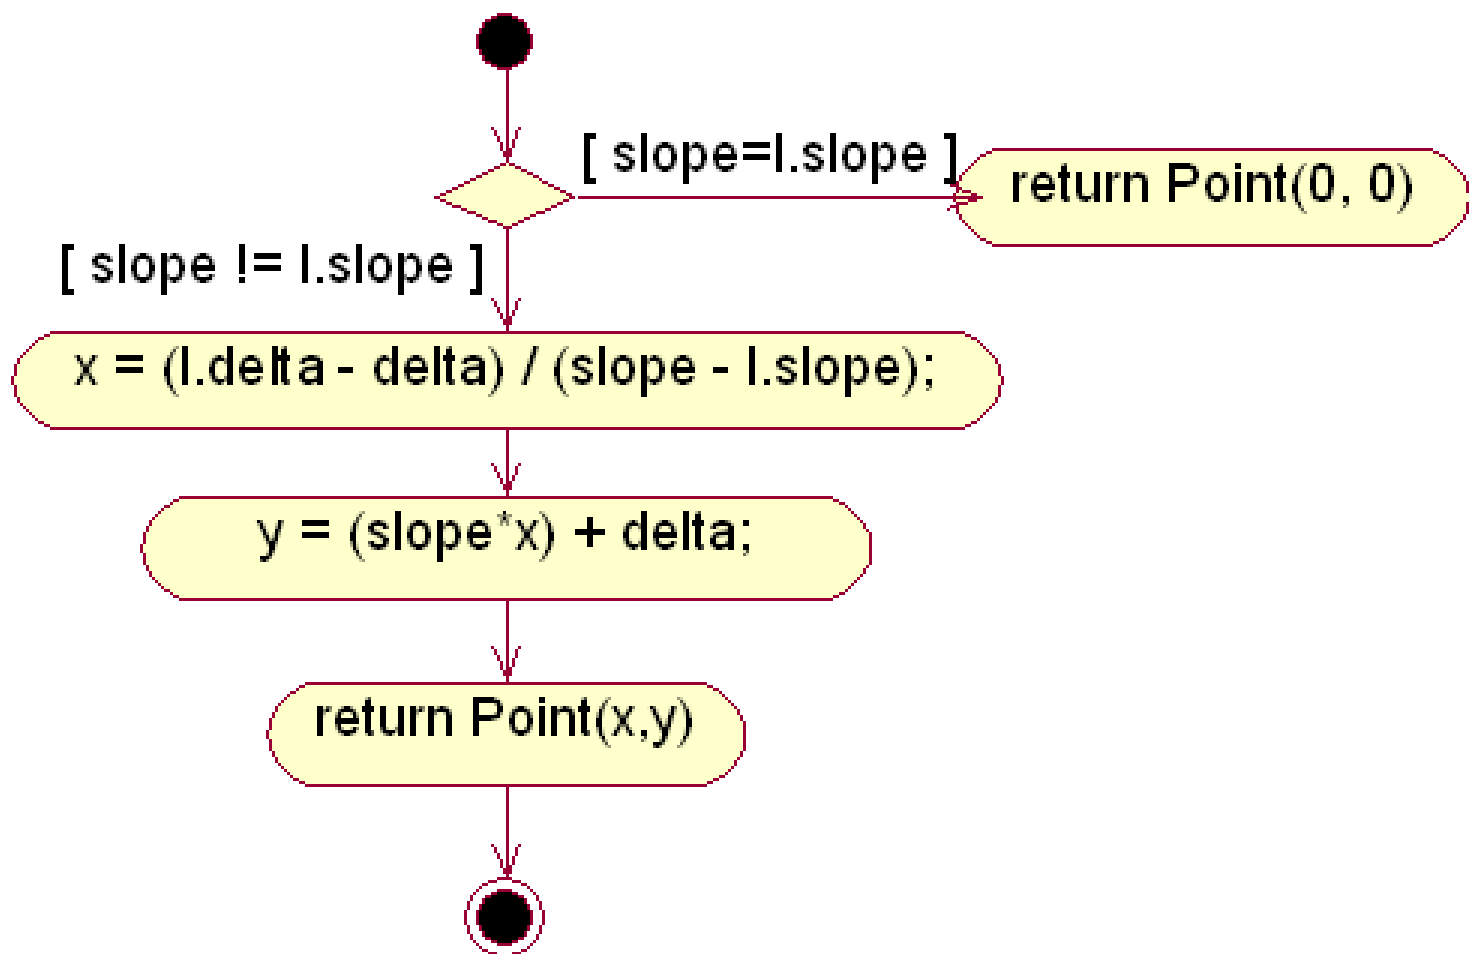 [ slope=l.slope ]
return Point(0, 0)
[ slope != l.slope ]
x = (l.delta - delta) / (slope - l.slope);
y = (slope*x) + delta;
return Point(x,y)